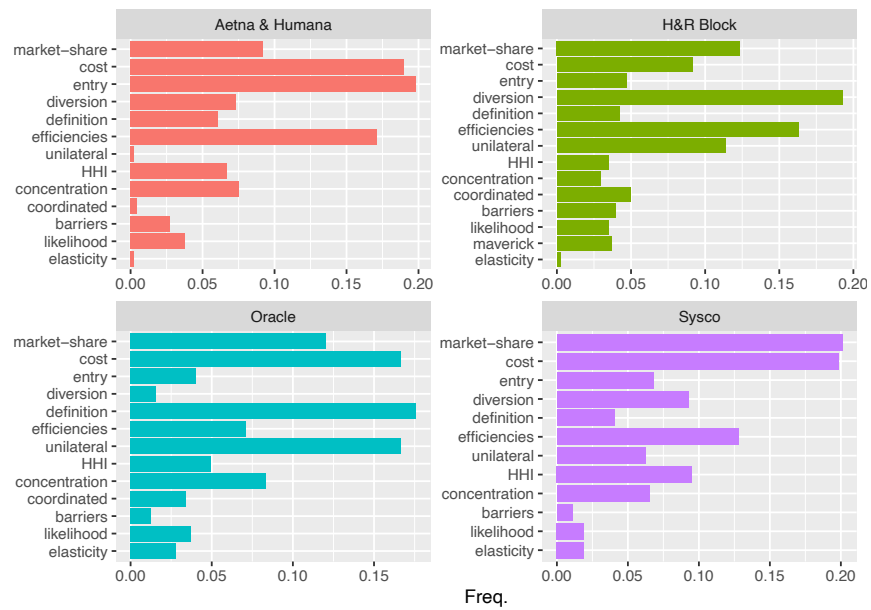 Aetna & Humana
market-share
cost
entry
diversion
definition
efficiencies
unilateral
HHI
concentration
coordinated
barriers
likelihood
elasticity
0.00 0.05 0.10 0.15 0.20
H&R Block
market-share
cost
entry
diversion
definition
efficiencies
unilateral
HHI
concentration
coordinated
barriers
likelihood
maverick
elasticity
0.00 0.05 0.10 0.15 0.20
Oracle
market-share
cost
entry
diversion
definition
efficiencies
unilateral
HHI
concentration
coordinated
barriers
likelihood
elasticity
0.00 0.05 0.10 0.15
Sysco
market-share
cost
entry
diversion
definition
efficiencies
unilateral
HHI
concentration
barriers
likelihood
elasticity
0.00 0.05 0.10 0.15 0.20
Freq.